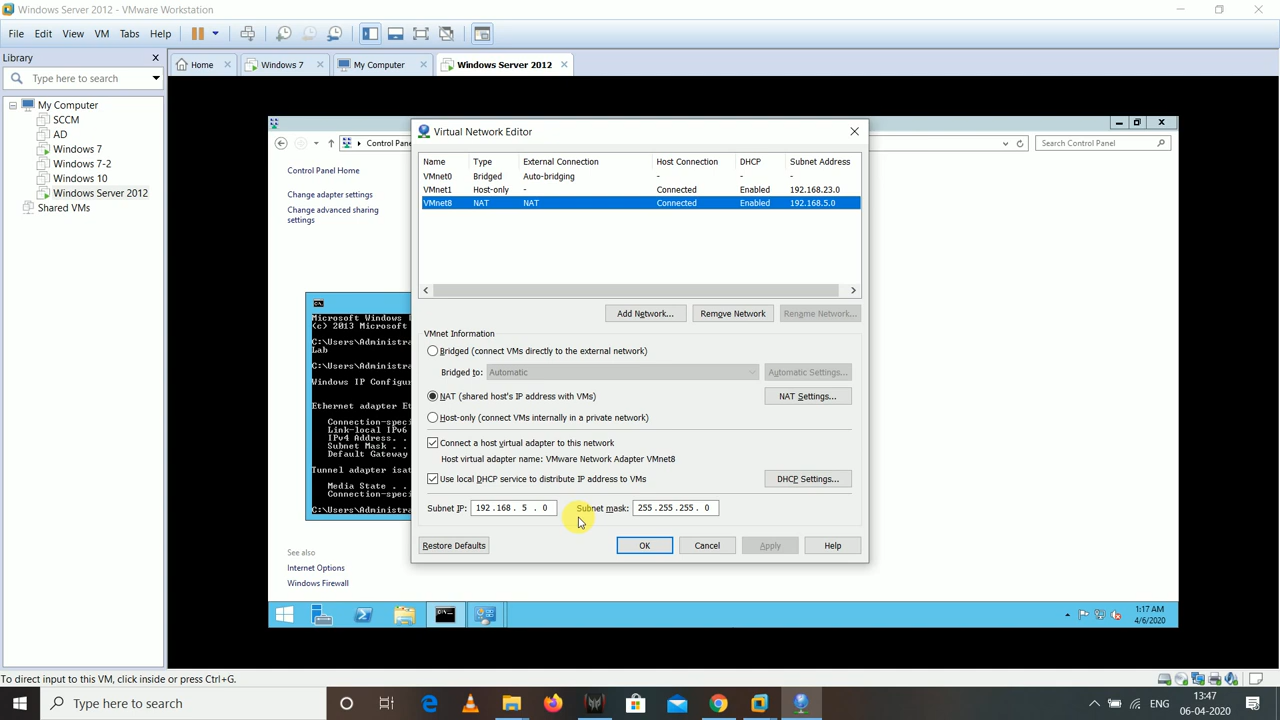 Windows Server 2012 - VMware Workstation
File Edit View VM Tabs Help
Library
Type here to search
Home
Windows 7
My Computer
Windows Server 2012
My Computer
SCCM
AD
Windows 7
Windows 7-2
Windows 10
Windows Server 2012
Shared VMs
Control Pane
Search Control Panel
Control Panel Home
Change adapter settings
Change advanced sharing
settings
Microsoft Windows
(c) 2013 Microsoft
C:\Users\Administra
Lab
C:\Users\Administra
Windows IP Configur
Ethernet adapter Et
Connection-spec
Link-local IPv6
IPv4 Address. .
Subnet Mask . .
Default Gateway
Tunnel adapter isat
Media State . .
Connection-spec
C:\Users\Administra
See also
Internet Options
Windows Firewall
Virtual Network Editor
Name Type External Connection Host Connection DHCP Subnet Address
VMnet0 Bridged Auto-bridging - - -
VMnet1 Host-only - Connected Enabled 192.168.23.0
VMnet8 NAT NAT Connected Enabled 192.168.5.0
Add Network... Remove Network Rename Network...
VMnet Information
Bridged (connect VMs directly to the external network)
Bridged to: Automatic Automatic Settings...
NAT (shared host's IP address with VMs) NAT Settings...
Host-only (connect VMs internally in a private network)
Connect a host virtual adapter to this network
Host virtual adapter name: VMware Network Adapter VMnet8
Use local DHCP service to distribute IP address to VMs DHCP Settings...
Subnet IP: 192 . 168 . 5 . 0 Subnet mask: 255 . 255 . 255 . 0
Restore Defaults OK Cancel Apply Help
1:17 AM
4/6/2020
To direct input to this VM, click inside or press Ctrl+G.
Type here to search
ENG
13:47
06-04-2020